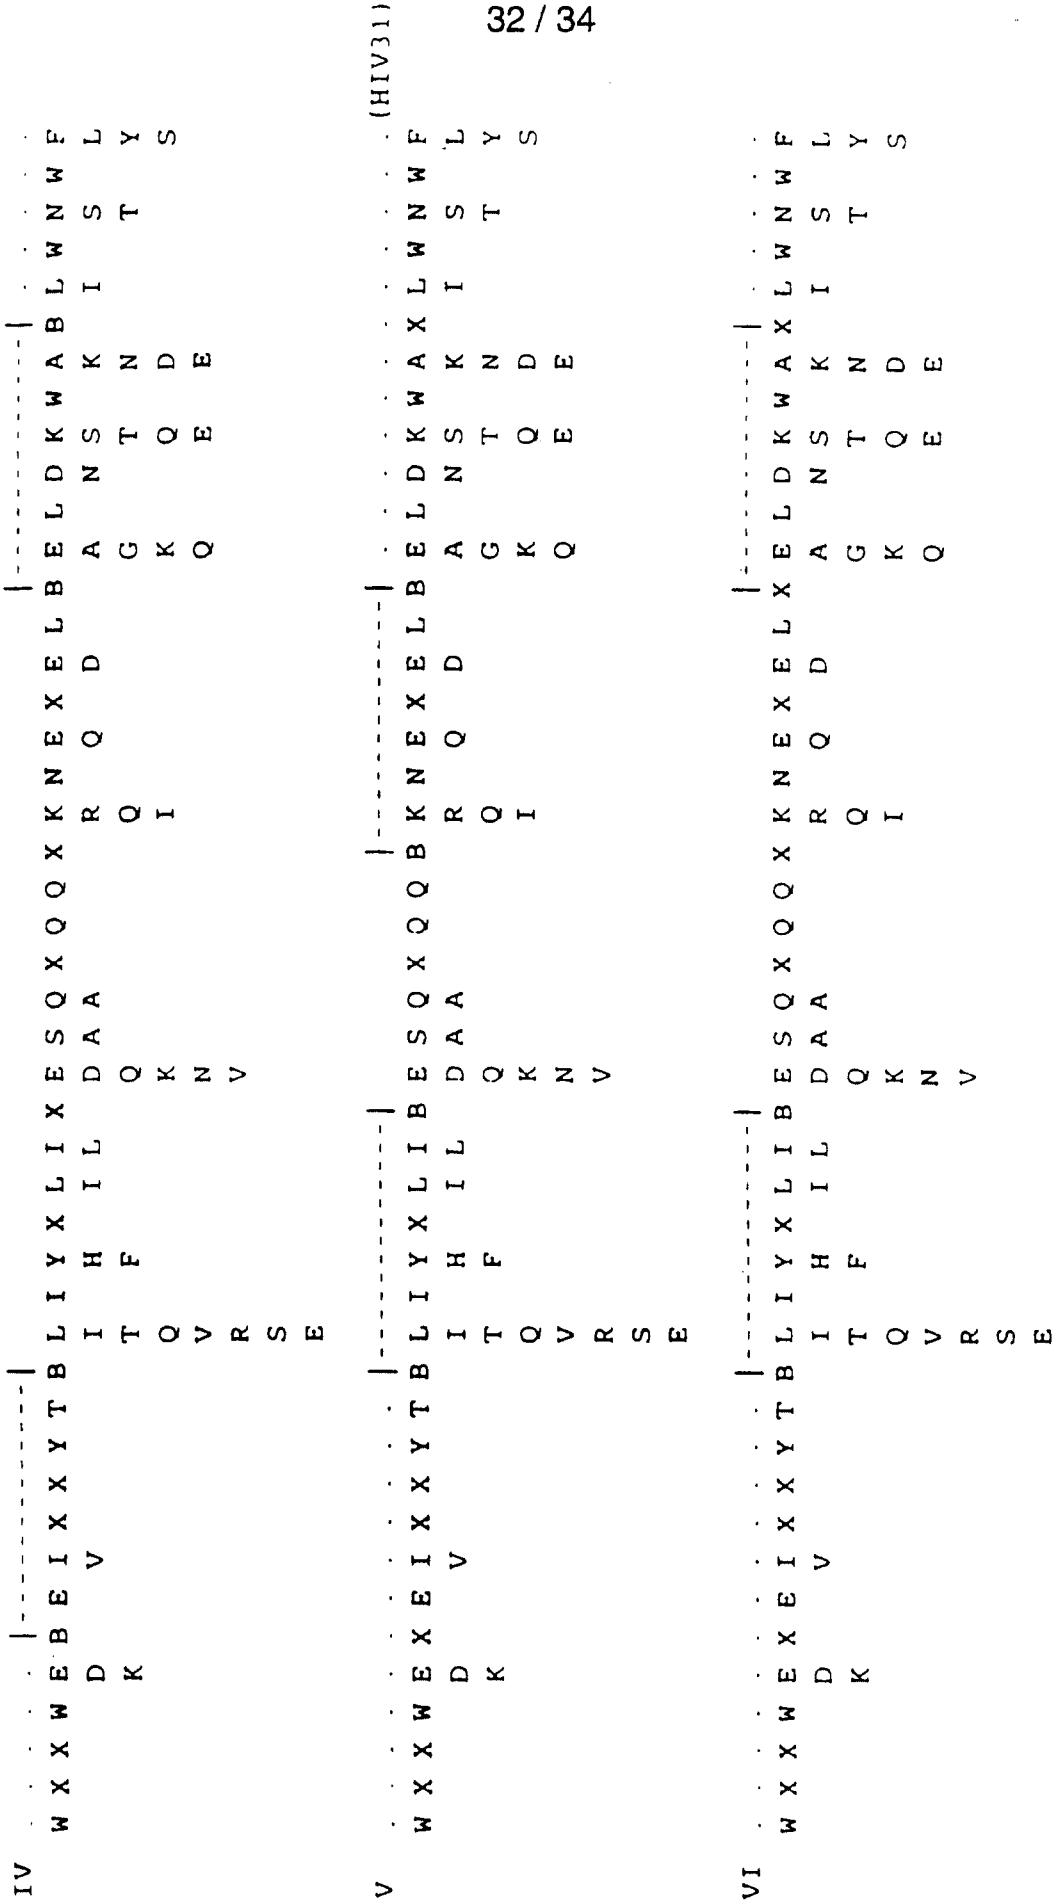 32 / 34
IV
W X X W E B E I X X Y T B L I Y X L I X E S Q X Q Q X K N E X E L B E L D K W A B L W N W F
D V I H I L D A A R Q D A N S K I S L
K T F Q Q G T N T Y
Q K I K Q D S
V N Q E E
R V
S
E
V (HIV31)
W X X W E X E I X X Y T B L I Y X L I B E S Q X Q Q B K N E X E L B E L D K W A X L W N W F
D V I H I L D A A R Q D A N S K I S L
K T F Q Q G T N T Y
Q K I K Q D S
V N Q E E
R V
S
E
VI
W X X W E X E I X X Y T B L I Y X L I B E S Q X Q Q X K N E X E L X E L D K W A X L W N W F
D V I H I L D A A R Q D A N S K I S L
K T F Q Q G T N T Y
Q K I K Q D S
V N Q E E
R V
S
E